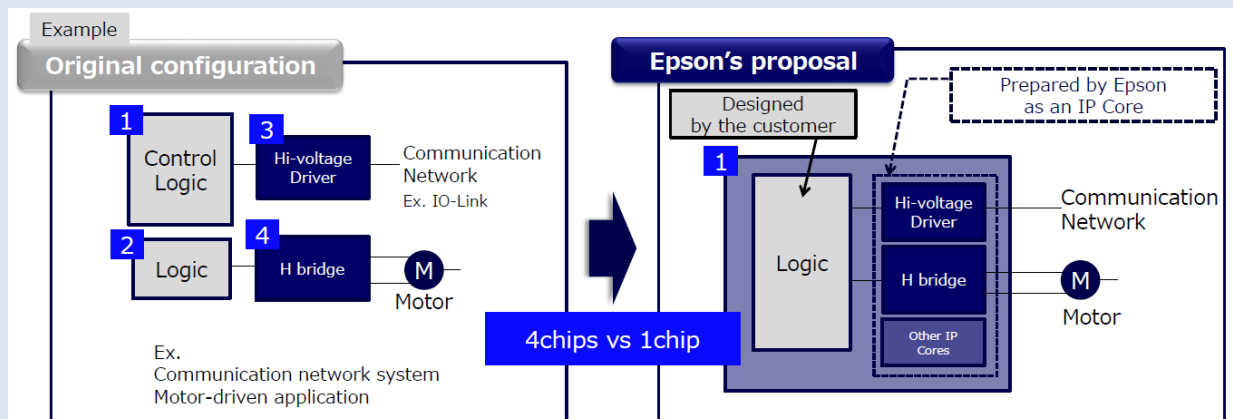 Example
Original configuration
1
Control
Logic
3
Hi-voltage
Driver
Communication
Network
Ex. IO-Link
2
Logic
4
H bridge
M
Motor
Ex.
Communication network system
Motor-driven application
4chips vs 1chip
Epson's proposal
Designed
by the customer
Prepared by Epson
as an IP Core
1
Logic
Hi-voltage
Driver
Communication
Network
H bridge
M
Motor
Other IP
Cores